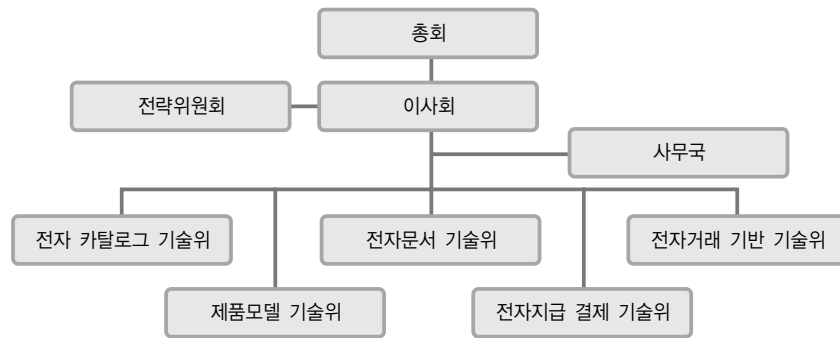 총회
전략위원회
이사회
사무국
전자 카탈로그 기술위
전자문서 기술위
전자거래 기반 기술위
제품모델 기술위
전자지급 결제 기술위